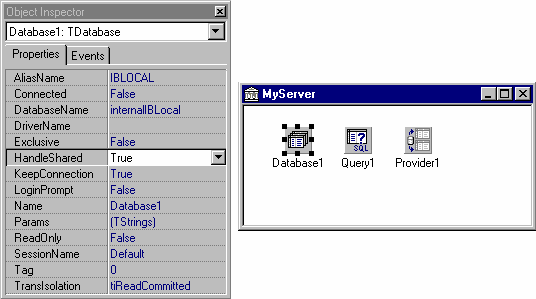 Object Inspector
Database1: TDatabase
Properties Events
AliasName IBLOCAL
Connected False
DatabaseName internalIBLocal
DriverName
Exclusive False
HandleShared True
KeepConnection True
LoginPrompt False
Name Database1
Params (TStrings)
ReadOnly False
SessionName Default
Tag 0
TransIsolation tiReadCommitted
MyServer
SQL
Database1 Query1 Provider1